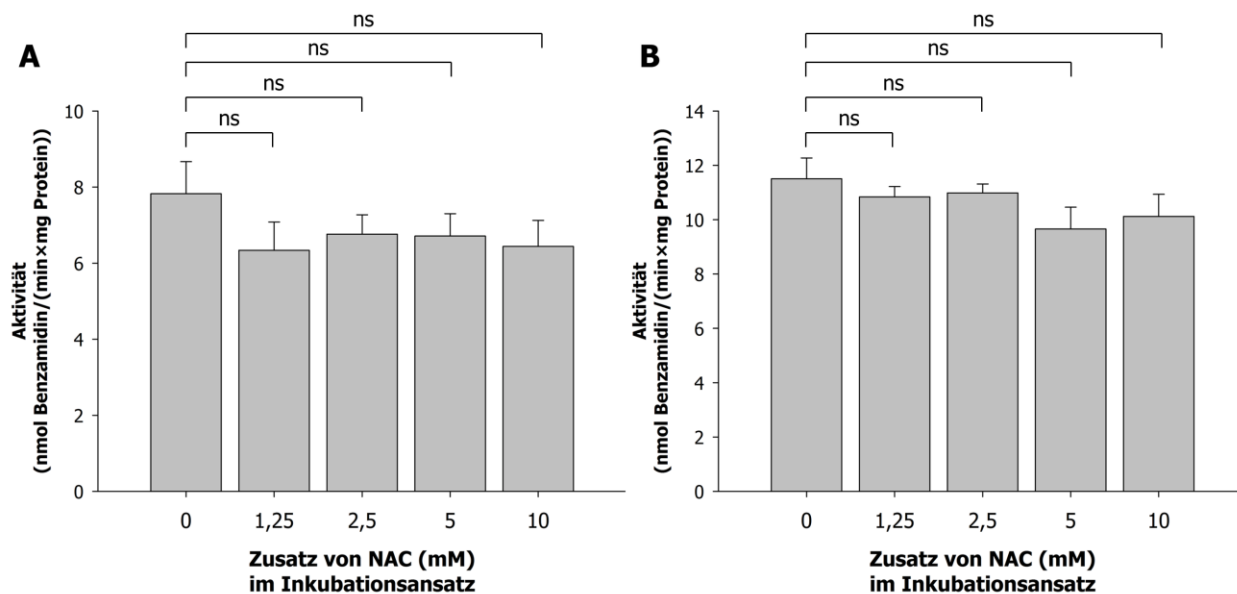 A
ns
ns
ns
ns
Aktivität
(nmol Benzamidin/(min×mg Protein))
10
8
6
4
2
0
0 1,25 2,5 5 10
Zusatz von NAC (mM)
im Inkubationsansatz
B
ns
ns
ns
ns
Aktivität
(nmol Benzamidin/(min×mg Protein))
14
12
10
8
6
4
2
0
0 1,25 2,5 5 10
Zusatz von NAC (mM)
im Inkubationsansatz